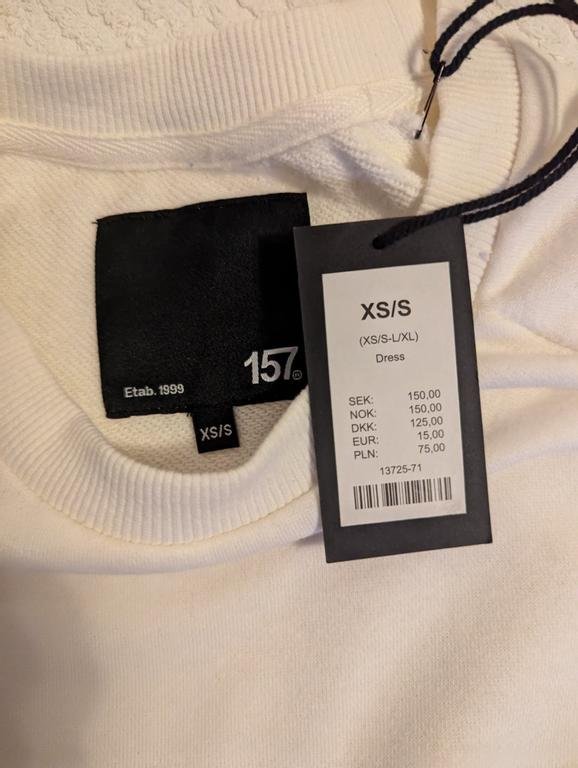 157
Etab. 1999
XS/S
XS/S
(XS/S-L/XL)
Dress
SEK: 150,00
NOK: 150,00
DKK: 125,00
EUR: 15,00
PLN: 75,00
13725-71